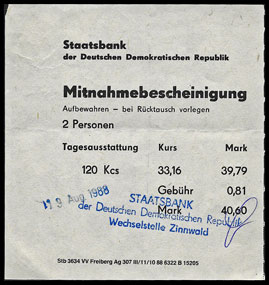 Staatsbank
der Deutschen Demokratischen Republik
Mitnahmebescheinigung
Aufbewahren – bei Rücktausch vorlegen
2 Personen
Tagesausstattung Kurs Mark
120 Kcs 33,16 39,79
Gebühr 0,81
Mark 40,60
Aug 1988
STAATSBANK
der Deutschen Demokratischen Republik
Wechselstelle Zinnwald
Stb 3634 VV Freiberg Ag 307 III/11/10 88 6322 B 15205